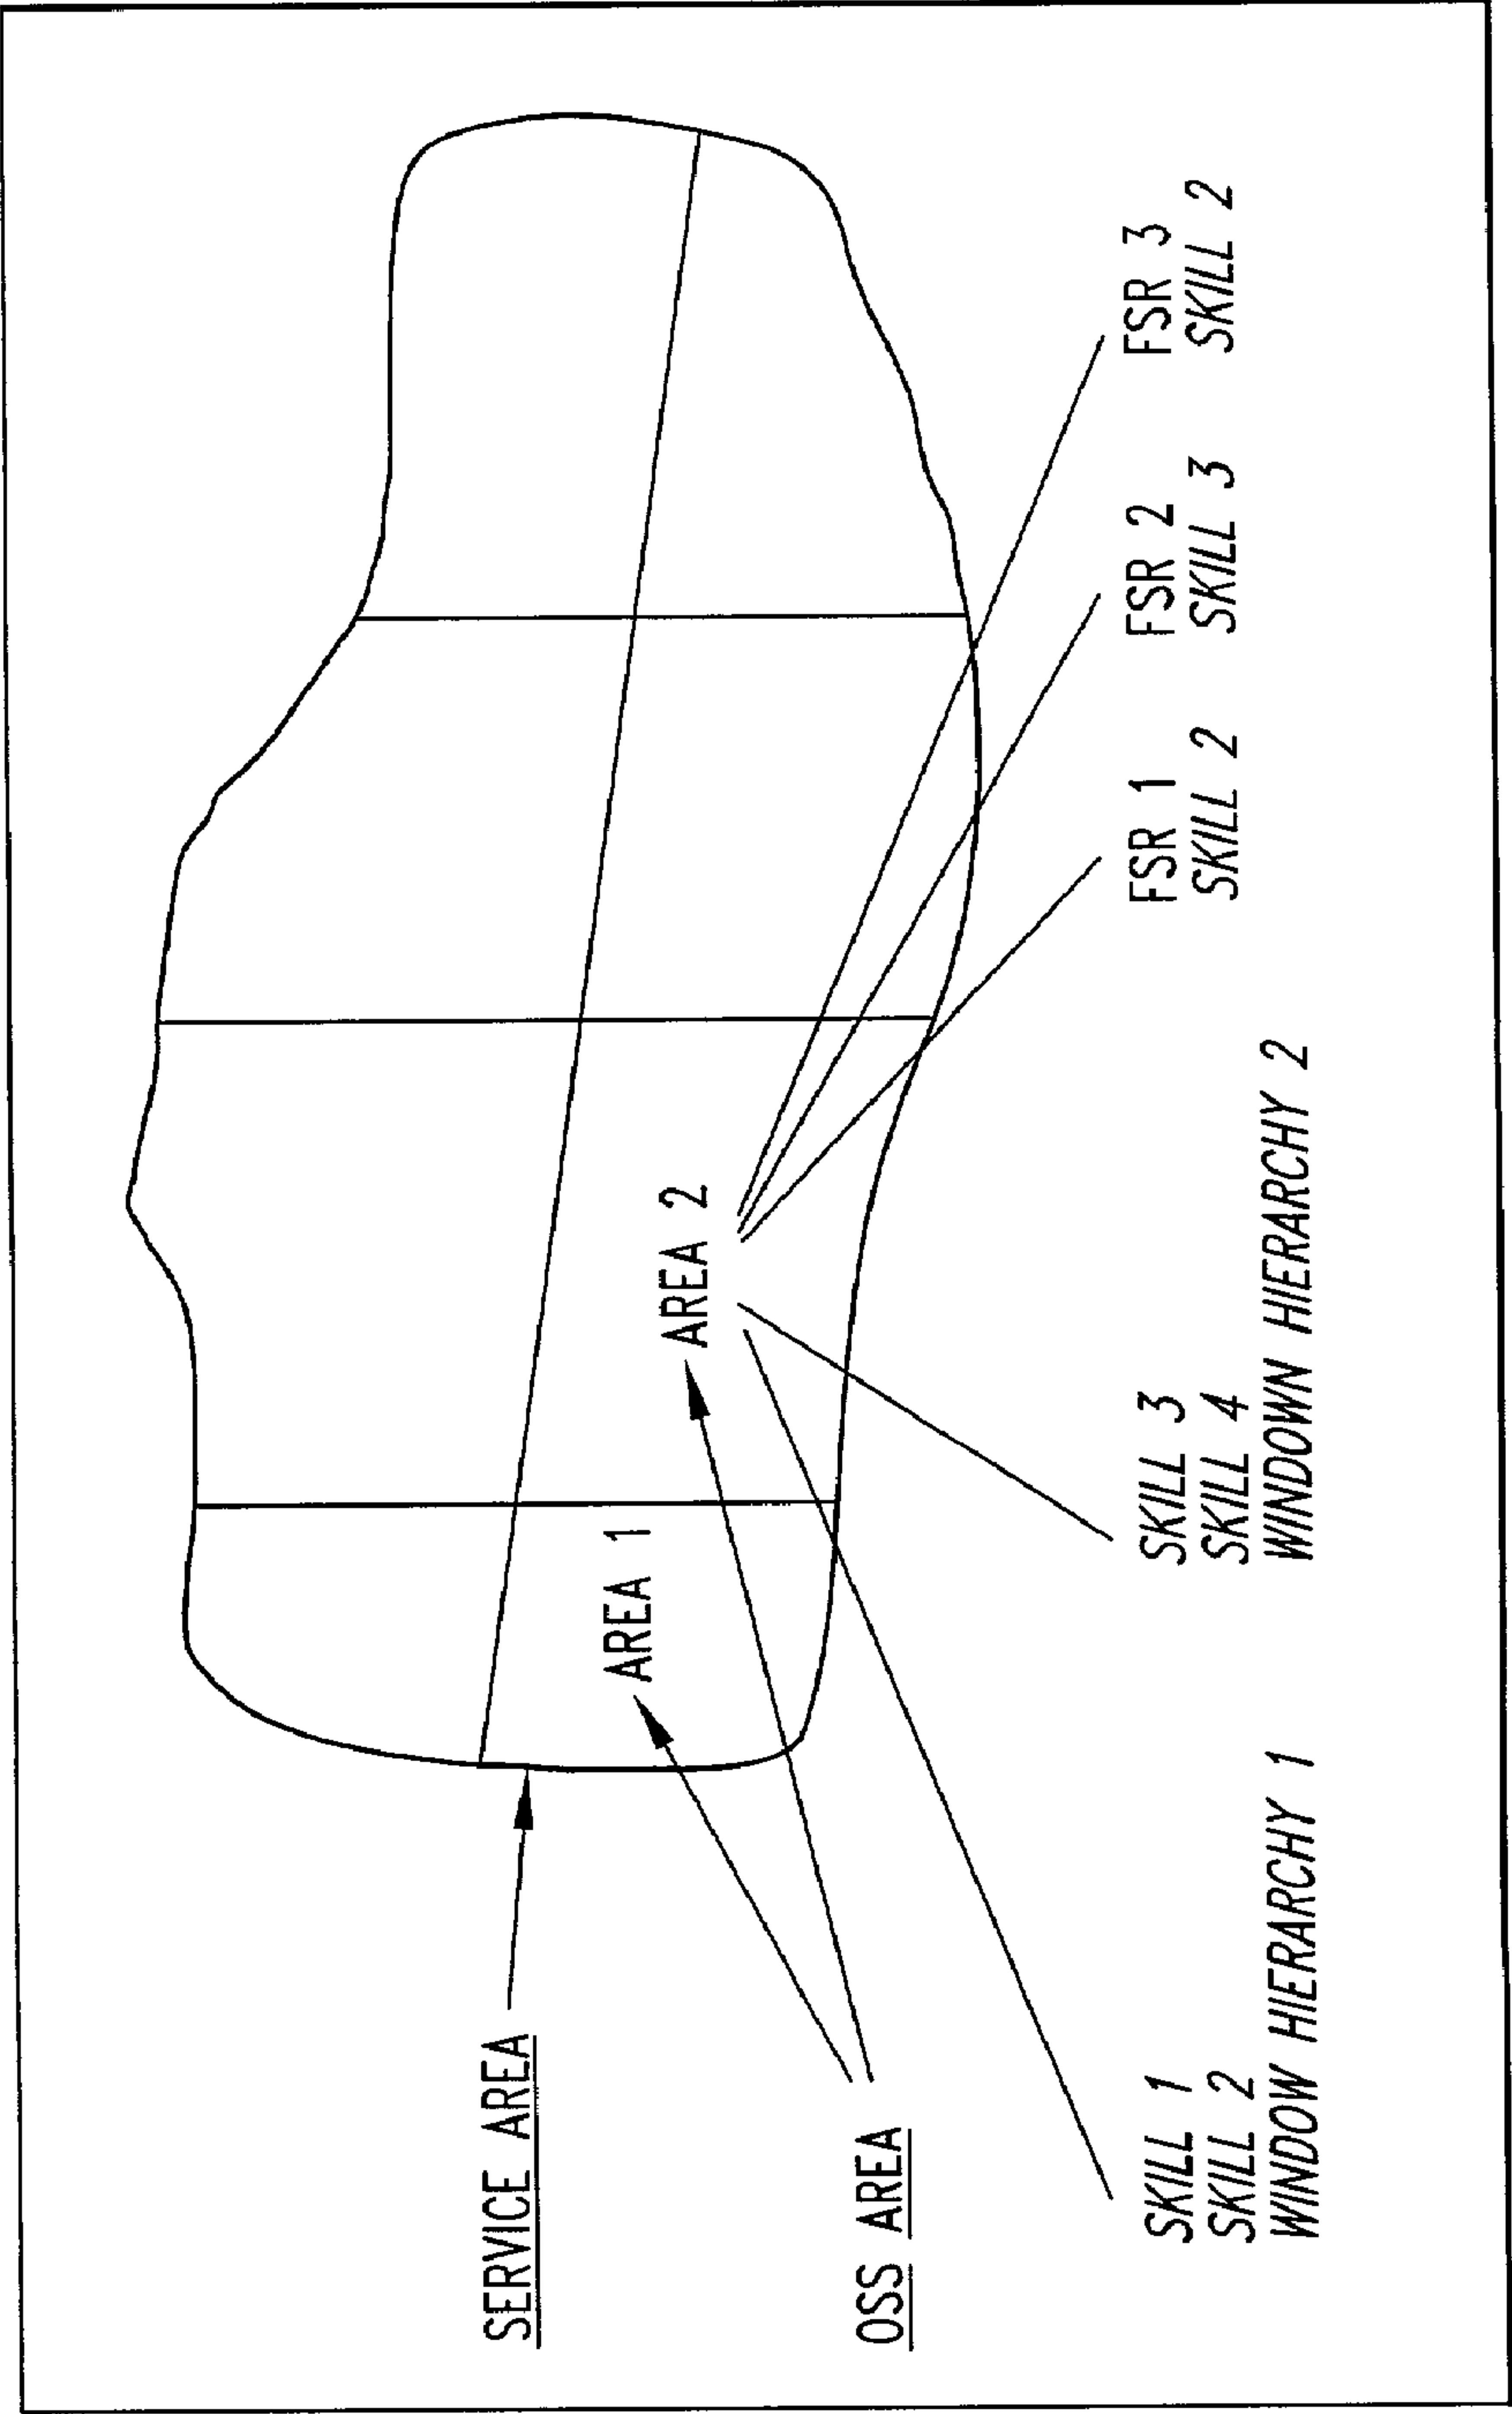 SERVICE AREA
AREA 1
AREA 2
OSS AREA
SKILL 1
SKILL 2
WINDOW HIERARCHY 1
SKILL 3
SKILL 4
WINDOWN HIERARCHY 2
FSR 1
SKILL 2
FSR 2
SKILL 3
FSR 3
SKILL 2